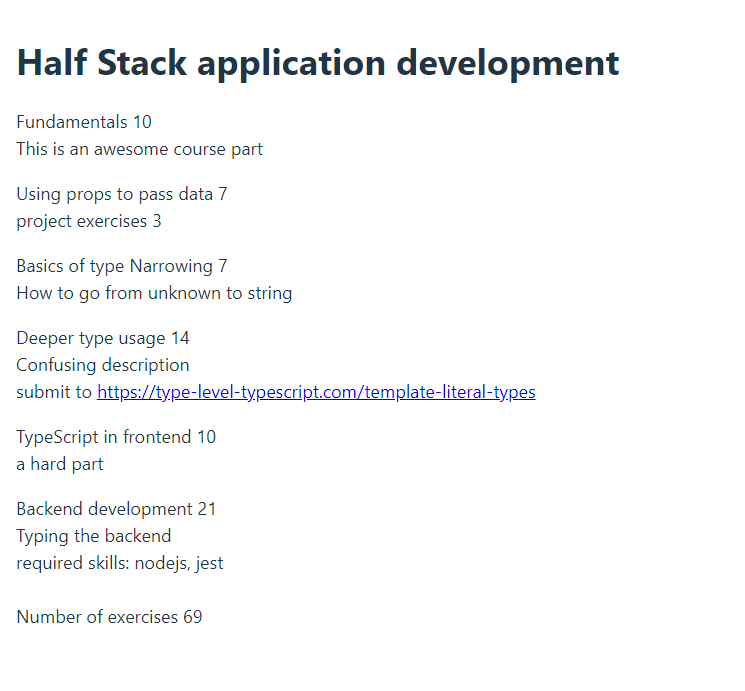 Half Stack application development
Fundamentals 10
This is an awesome course part
Using props to pass data 7
project exercises 3
Basics of type Narrowing 7
How to go from unknown to string
Deeper type usage 14
Confusing description
submit to https://type-level-typescript.com/template-literal-types
TypeScript in frontend 10
a hard part
Backend development 21
Typing the backend
required skills: nodejs, jest
Number of exercises 69